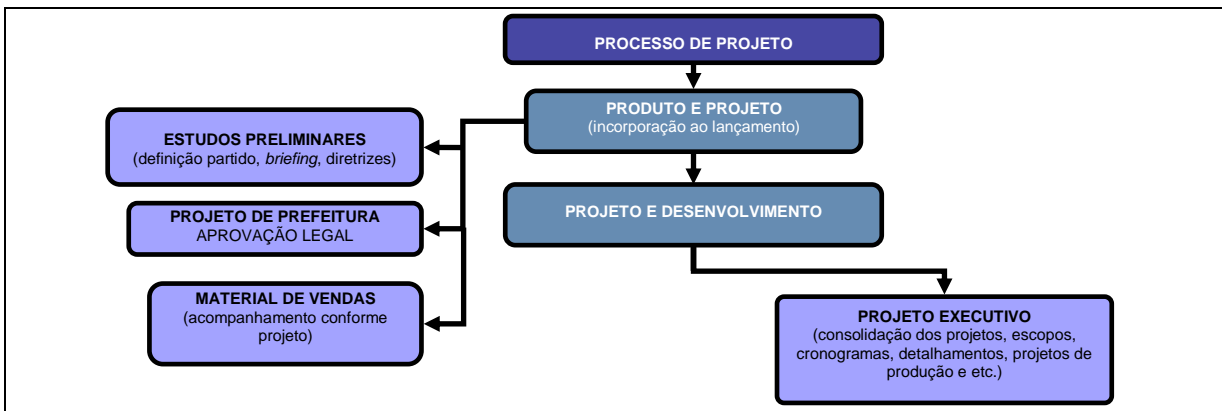 PROCESSO DE PROJETO
PRODUTO E PROJETO
(incorporação ao lançamento)
ESTUDOS PRELIMINARES
(definição partido, briefing, diretrizes)
PROJETO E DESENVOLVIMENTO
PROJETO DE PREFEITURA
APROVAÇÃO LEGAL
MATERIAL DE VENDAS
(acompanhamento conforme
projeto)
PROJETO EXECUTIVO
(consolidação dos projetos, escopos,
cronogramas, detalhamentos, projetos de
produção e etc.)